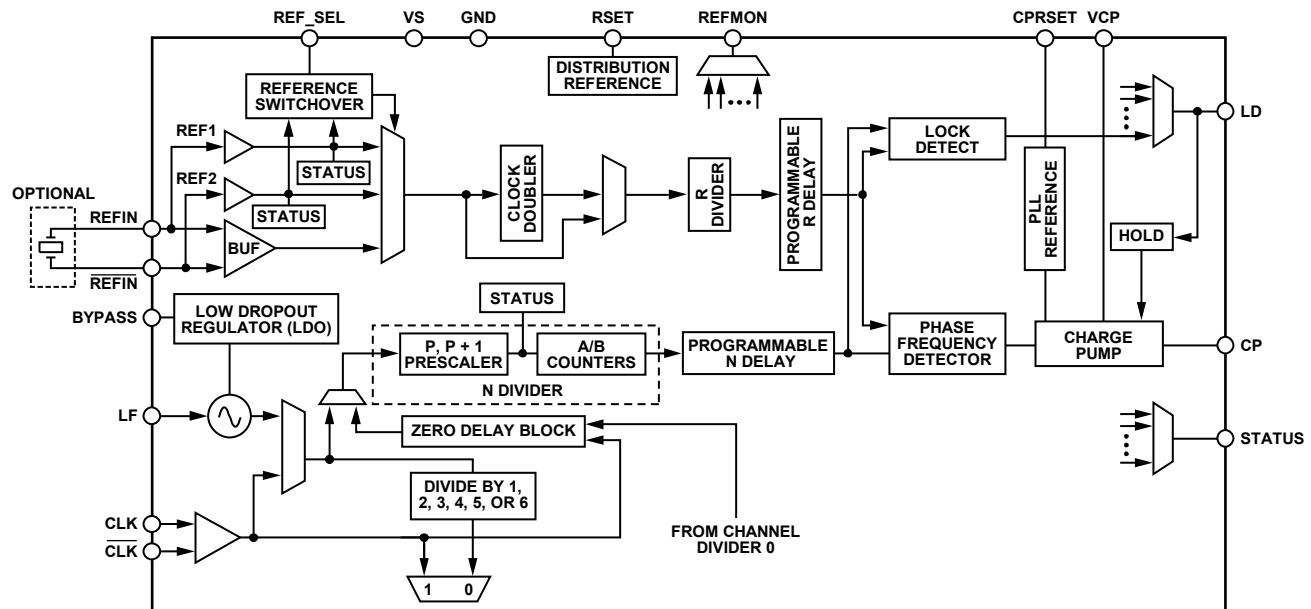 REF_SEL
VS
GND
RSET
REFMON
CPRSET
VCP
DISTRIBUTION
REFERENCE
REFERENCE
SWITCHOVER
REF1
STATUS
REF2
STATUS
BUF
OPTIONAL
REFIN
REFIN
CLOCK
DOUBLER
R
DIVIDER
PROGRAMMABLE
R DELAY
LOCK
DETECT
PLL
REFERENCE
HOLD
LD
BYPASS
LOW DROPOUT
REGULATOR (LDO)
STATUS
P, P + 1
PRESCALER
A/B
COUNTERS
N DIVIDER
PROGRAMMABLE
N DELAY
PHASE
FREQUENCY
DETECTOR
CHARGE
PUMP
CP
LF
ZERO DELAY BLOCK
STATUS
DIVIDE BY 1,
2, 3, 4, 5, OR 6
CLK
CLK
FROM CHANNEL
DIVIDER 0
1 0